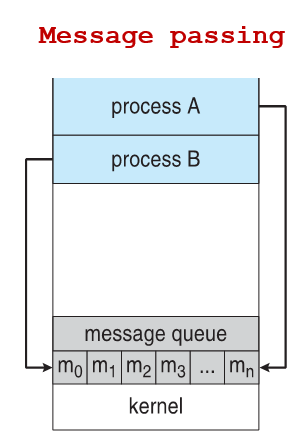 Message passing
process A
process B
message queue
m0 m1 m2 m3 ... mn
kernel